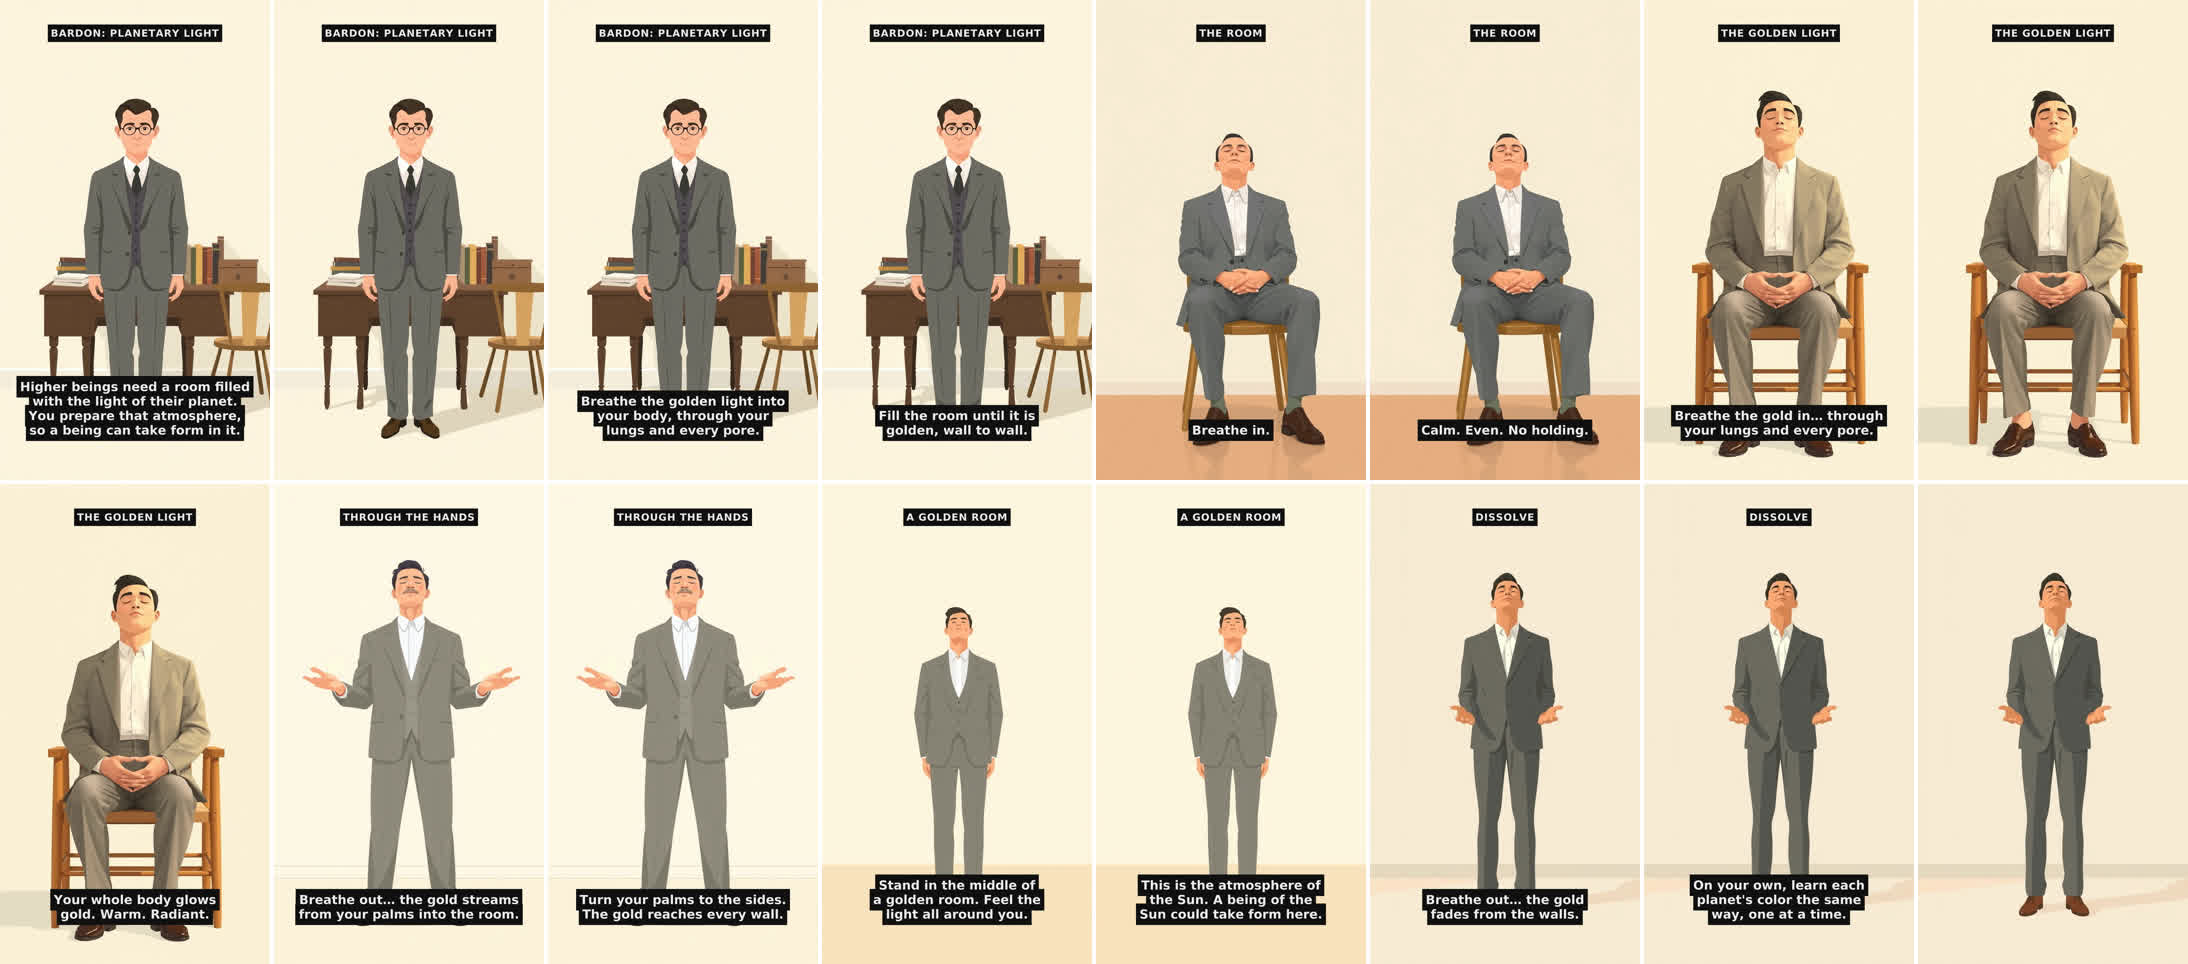 BARDON: PLANETARY LIGHT
Higher beings need a room filled
with the light of their planet.
You prepare that atmosphere,
so a being can take form in it.
BARDON: PLANETARY LIGHT
BARDON: PLANETARY LIGHT
Breathe the golden light into
your body, through your
lungs and every pore.
BARDON: PLANETARY LIGHT
Fill the room until it is
golden, wall to wall.
THE ROOM
Breathe in.
THE ROOM
Calm. Even. No holding.
THE GOLDEN LIGHT
Breathe the gold in… through
your lungs and every pore.
THE GOLDEN LIGHT
THE GOLDEN LIGHT
Your whole body glows
gold. Warm. Radiant.
THROUGH THE HANDS
Breathe out… the gold streams
from your palms into the room.
THROUGH THE HANDS
Turn your palms to the sides.
The gold reaches every wall.
A GOLDEN ROOM
Stand in the middle of
a golden room. Feel the
light all around you.
A GOLDEN ROOM
This is the atmosphere of
the Sun. A being of the
Sun could take form here.
DISSOLVE
Breathe out… the gold
fades from the walls.
DISSOLVE
On your own, learn each
planet's color the same
way, one at a time.